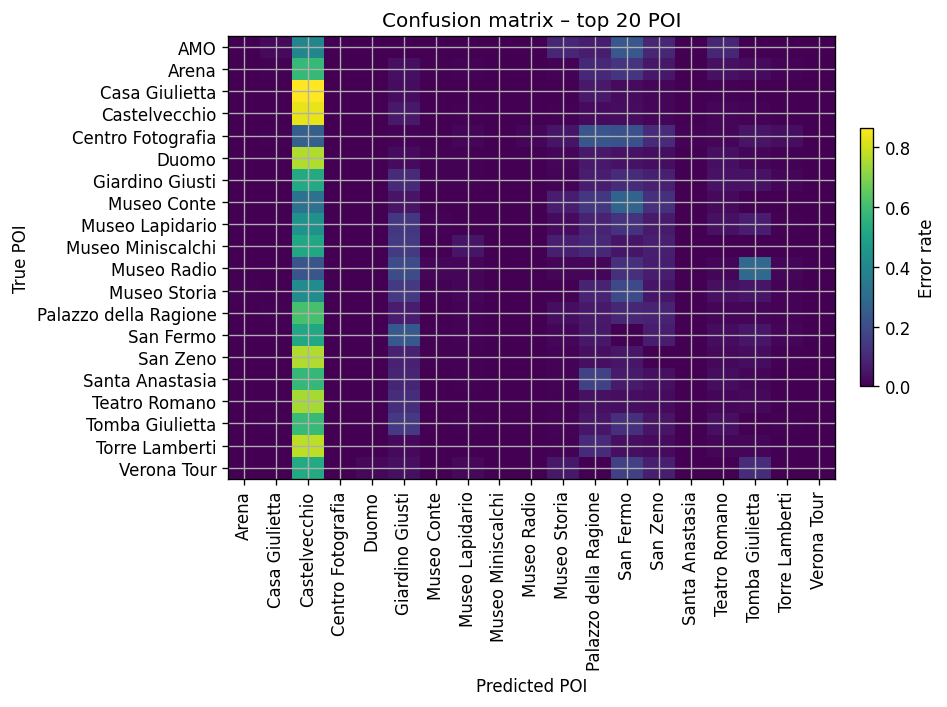 Confusion matrix – top 20 POI
True POI
AMO
Arena
Casa Giulietta
Castelvecchio
Centro Fotografia
Duomo
Giardino Giusti
Museo Conte
Museo Lapidario
Museo Miniscalchi
Museo Radio
Museo Storia
Palazzo della Ragione
San Fermo
San Zeno
Santa Anastasia
Teatro Romano
Tomba Giulietta
Torre Lamberti
Verona Tour
Arena
Casa Giulietta
Castelvecchio
Centro Fotografia
Duomo
Giardino Giusti
Museo Conte
Museo Lapidario
Museo Miniscalchi
Museo Radio
Museo Storia
Palazzo della Ragione
San Fermo
San Zeno
Santa Anastasia
Teatro Romano
Tomba Giulietta
Torre Lamberti
Verona Tour
Predicted POI
0.8
0.6
0.4
0.2
0.0
Error rate